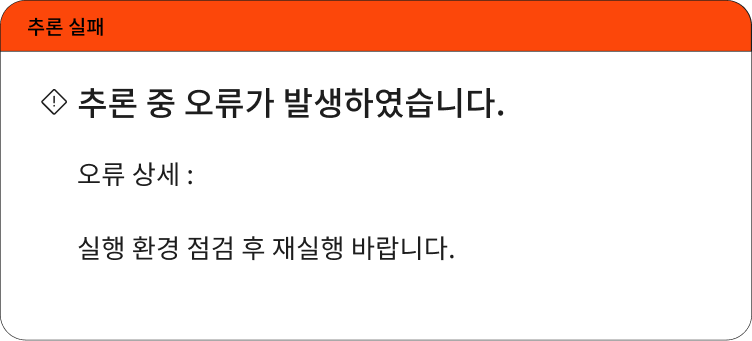 추론 실패
추론 중 오류가 발생하였습니다.
오류 상세 :
실행 환경 점검 후 재실행 바랍니다.